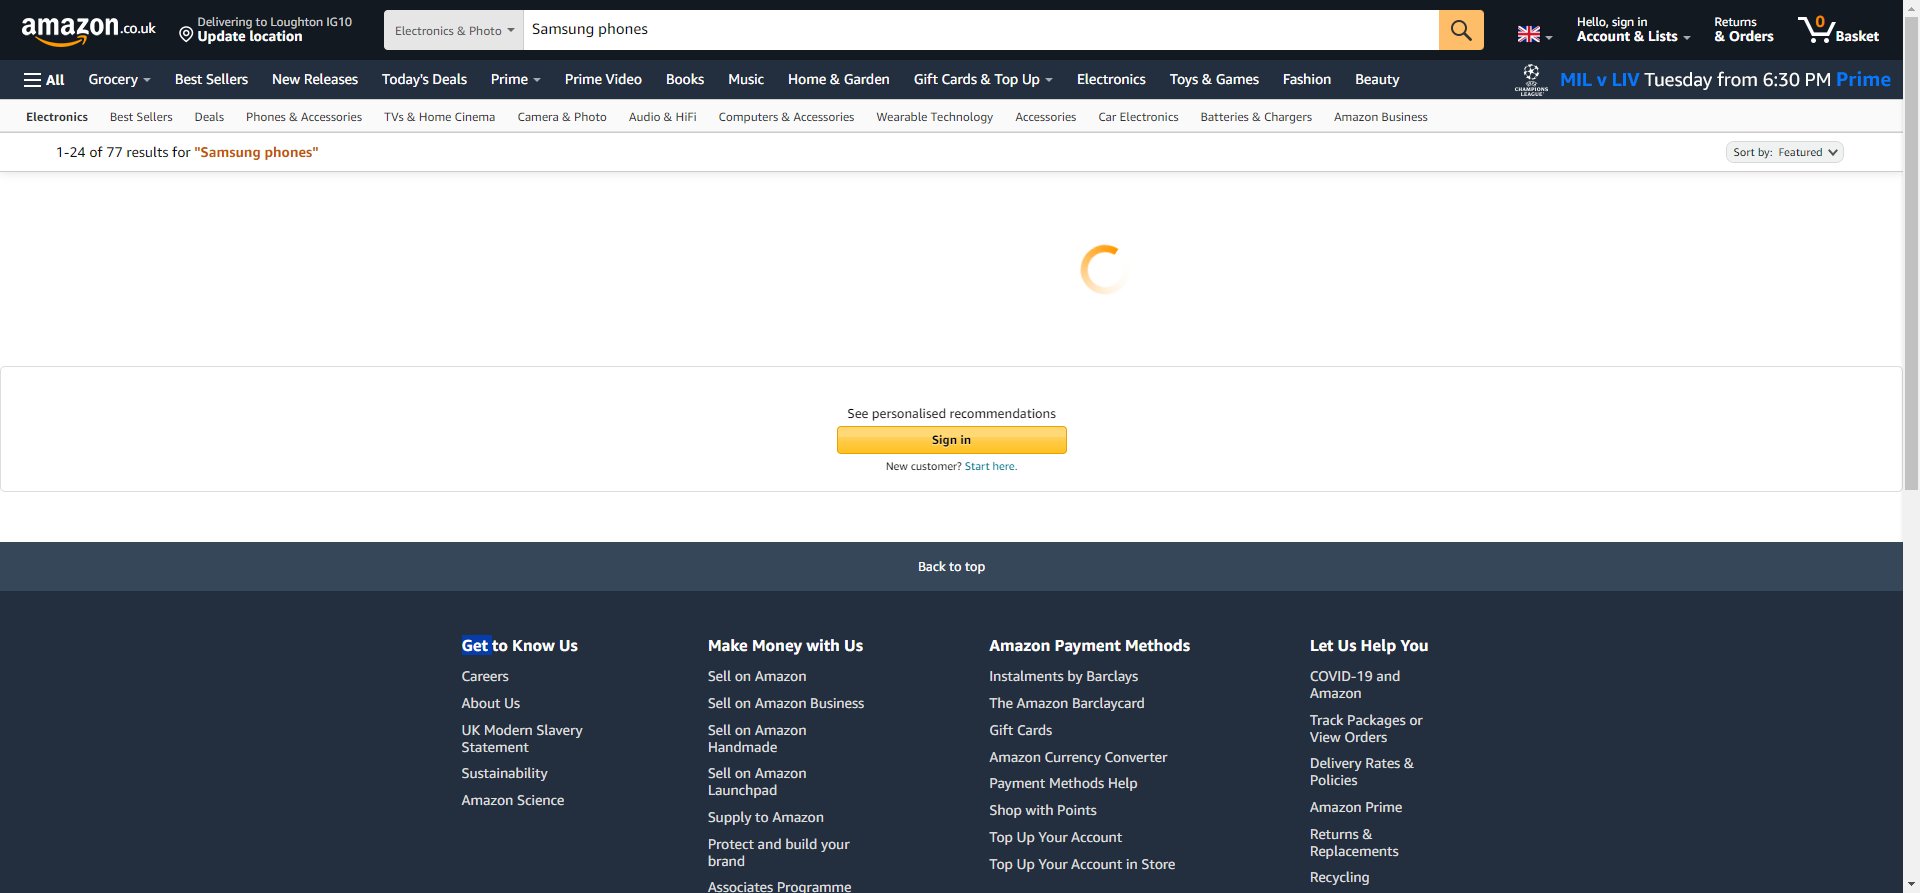 amazon.co.uk
Delivering to Loughton IG10
Update location
Electronics & Photo
Samsung phones
Hello, sign in
Account & Lists
Returns
& Orders
0
Basket
All
Grocery
Best Sellers
New Releases
Today's Deals
Prime
Prime Video
Books
Music
Home & Garden
Gift Cards & Top Up
Electronics
Toys & Games
Fashion
Beauty
CHAMPIONS LEAGUE
MIL v LIV Tuesday from 6:30 PM Prime
Electronics
Best Sellers
Deals
Phones & Accessories
TVs & Home Cinema
Camera & Photo
Audio & HiFi
Computers & Accessories
Wearable Technology
Accessories
Car Electronics
Batteries & Chargers
Amazon Business
1-24 of 77 results for "Samsung phones"
Sort by: Featured
See personalised recommendations
Sign in
New customer? Start here.
Back to top
Get to Know Us
Careers
About Us
UK Modern Slavery
Statement
Sustainability
Amazon Science
Make Money with Us
Sell on Amazon
Sell on Amazon Business
Sell on Amazon
Handmade
Sell on Amazon
Launchpad
Supply to Amazon
Protect and build your
brand
Associates Programme
Amazon Payment Methods
Instalments by Barclays
The Amazon Barclaycard
Gift Cards
Amazon Currency Converter
Payment Methods Help
Shop with Points
Top Up Your Account
Top Up Your Account in Store
Let Us Help You
COVID-19 and
Amazon
Track Packages or
View Orders
Delivery Rates &
Policies
Amazon Prime
Returns &
Replacements
Recycling